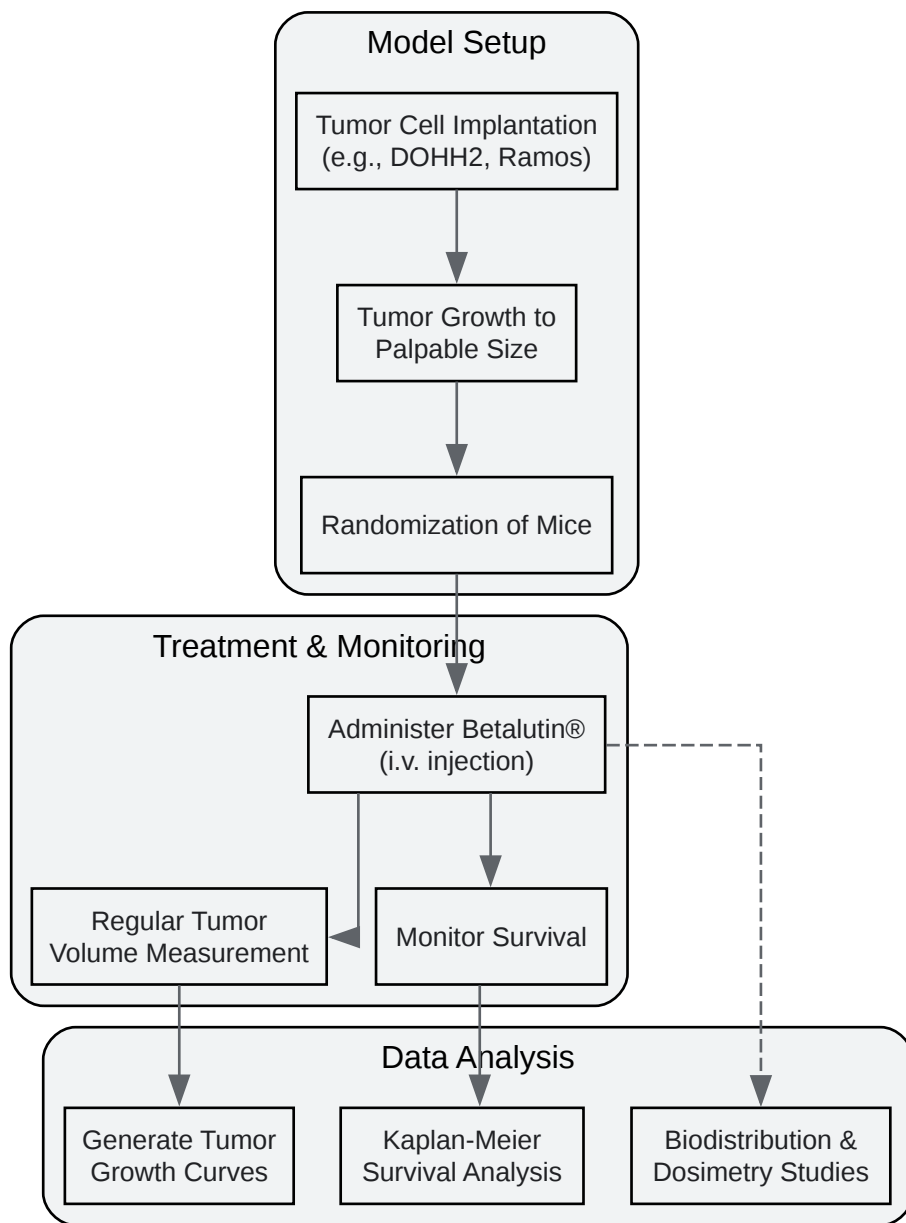 Model Setup
Tumor Cell Implantation
(e.g., DOHH2, Ramos)
Tumor Growth to
Palpable Size
Randomization of Mice
Treatment & Monitoring
Administer Betalutin®
(i.v. injection)
Regular Tumor
Volume Measurement
Monitor Survival
Data Analysis
Generate Tumor
Growth Curves
Kaplan-Meier
Survival Analysis
Biodistribution &
Dosimetry Studies